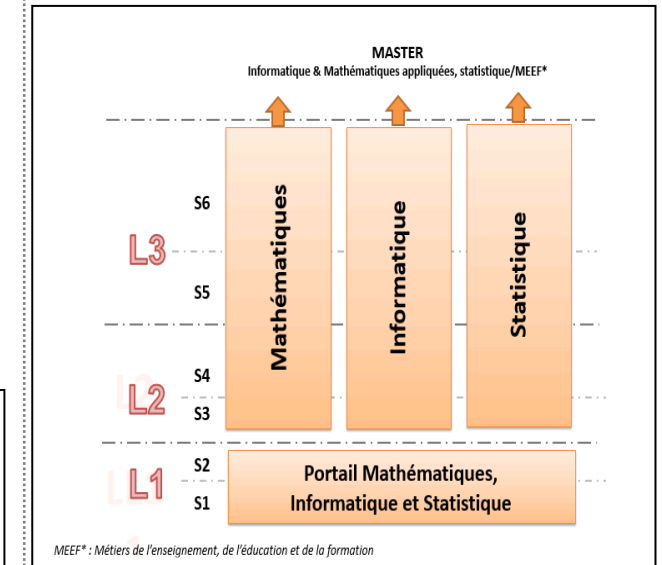 MASTER
Informatique & Mathématiques appliquées, statistique/MEEF*
Mathématiques
Informatique
Statistique
S6
L3
S5
S4
L2
S3
S2
L1
S1
Portail Mathématiques,
Informatique et Statistique
MEEF* : Métiers de l'enseignement, de l'éducation et de la formation